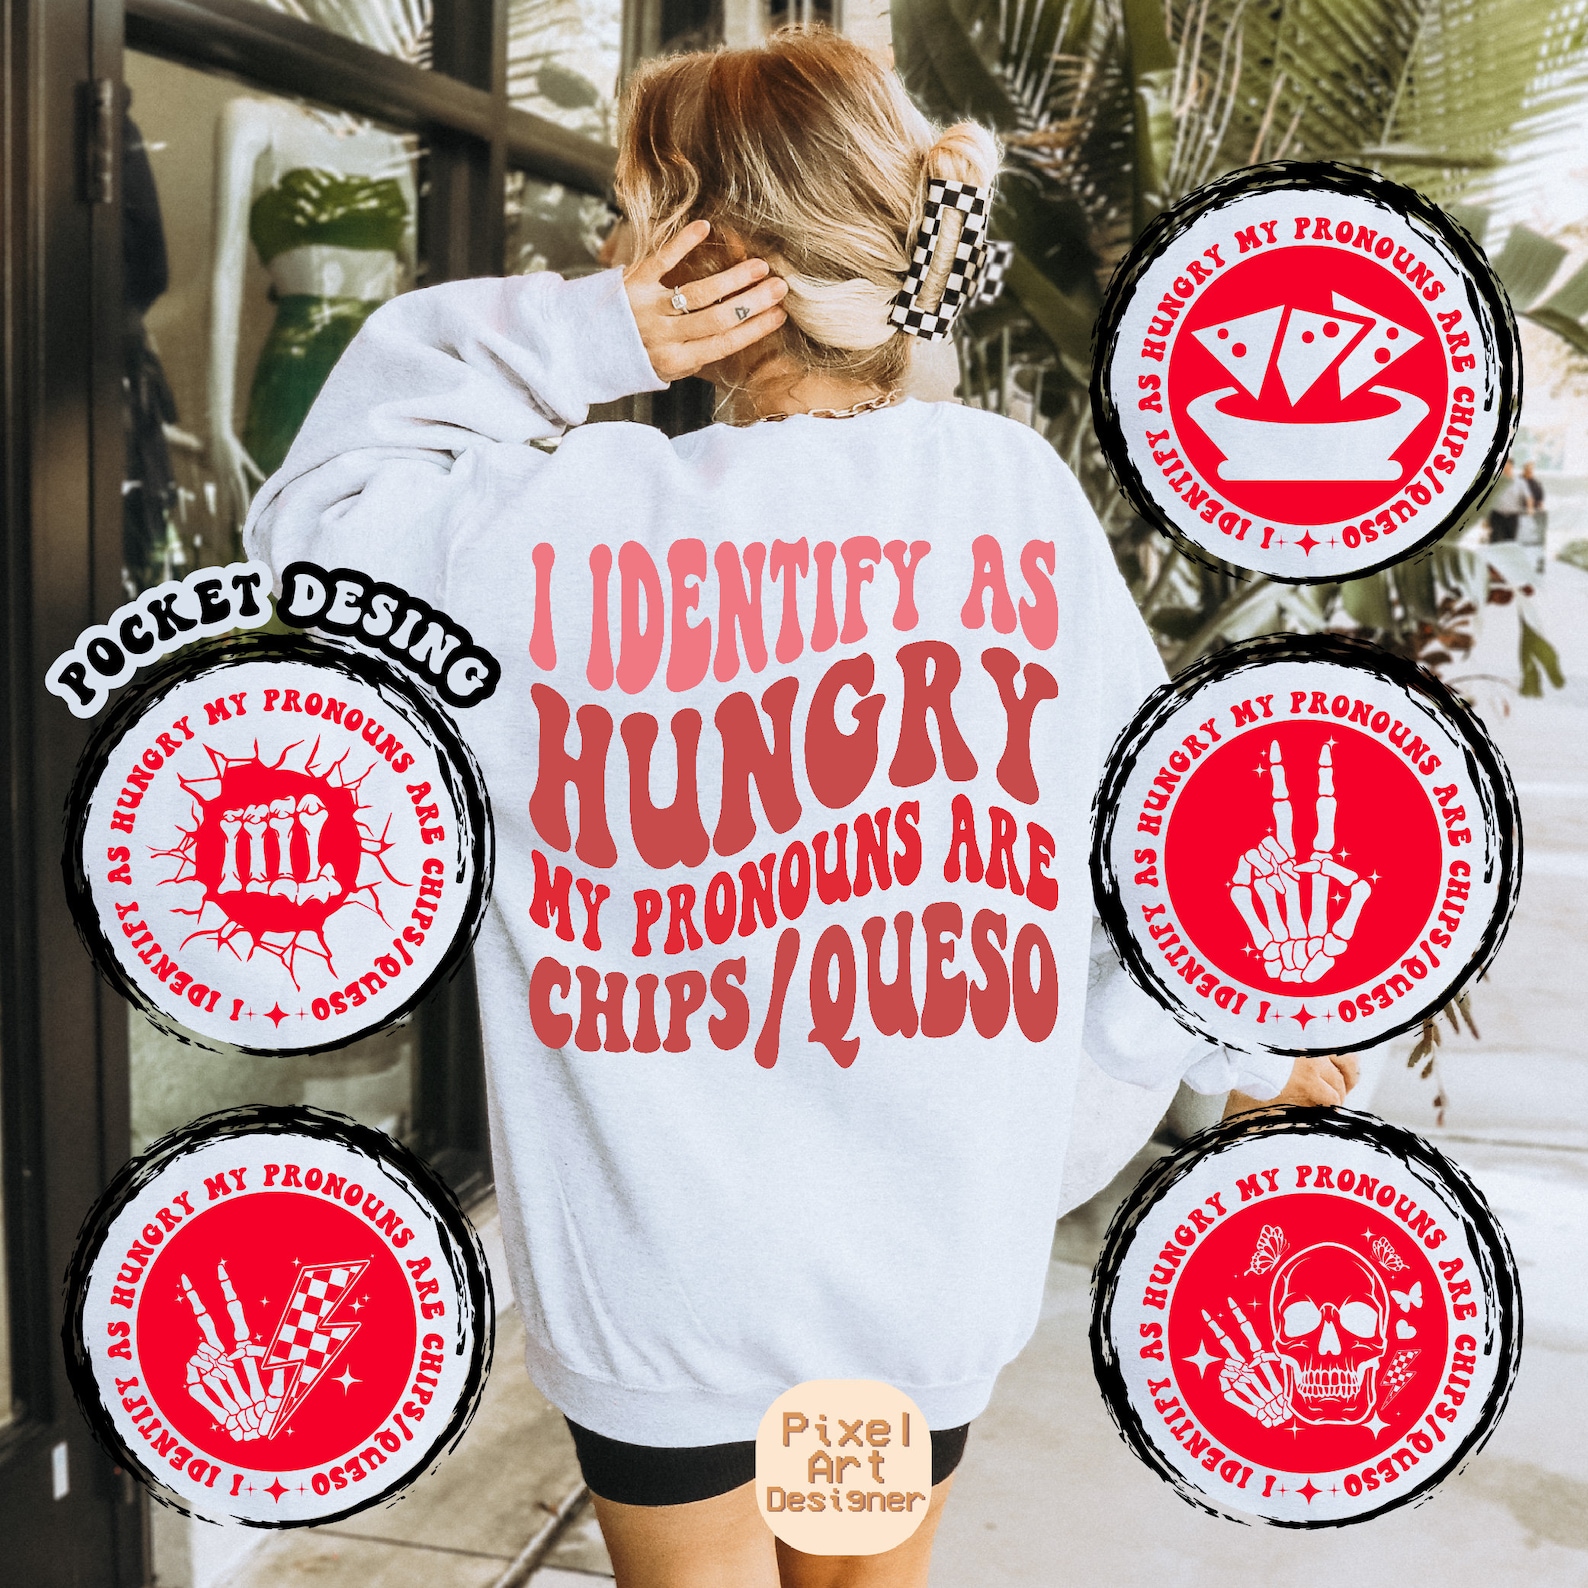 I IDENTIFY AS
HUNGRY
MY PRONOUNS ARE
CHIPS/QUESO
POCKET DESING
I IDENTIFY AS HUNGRY MY PRONOUNS ARE CHIPS/QUESO
I IDENTIFY AS HUNGRY MY PRONOUNS ARE CHIPS/QUESO
I IDENTIFY AS HUNGRY MY PRONOUNS ARE CHIPS/QUESO
I IDENTIFY AS HUNGRY MY PRONOUNS ARE CHIPS/QUESO
I IDENTIFY AS HUNGRY MY PRONOUNS ARE CHIPS/QUESO
Pixel
Art
Designer